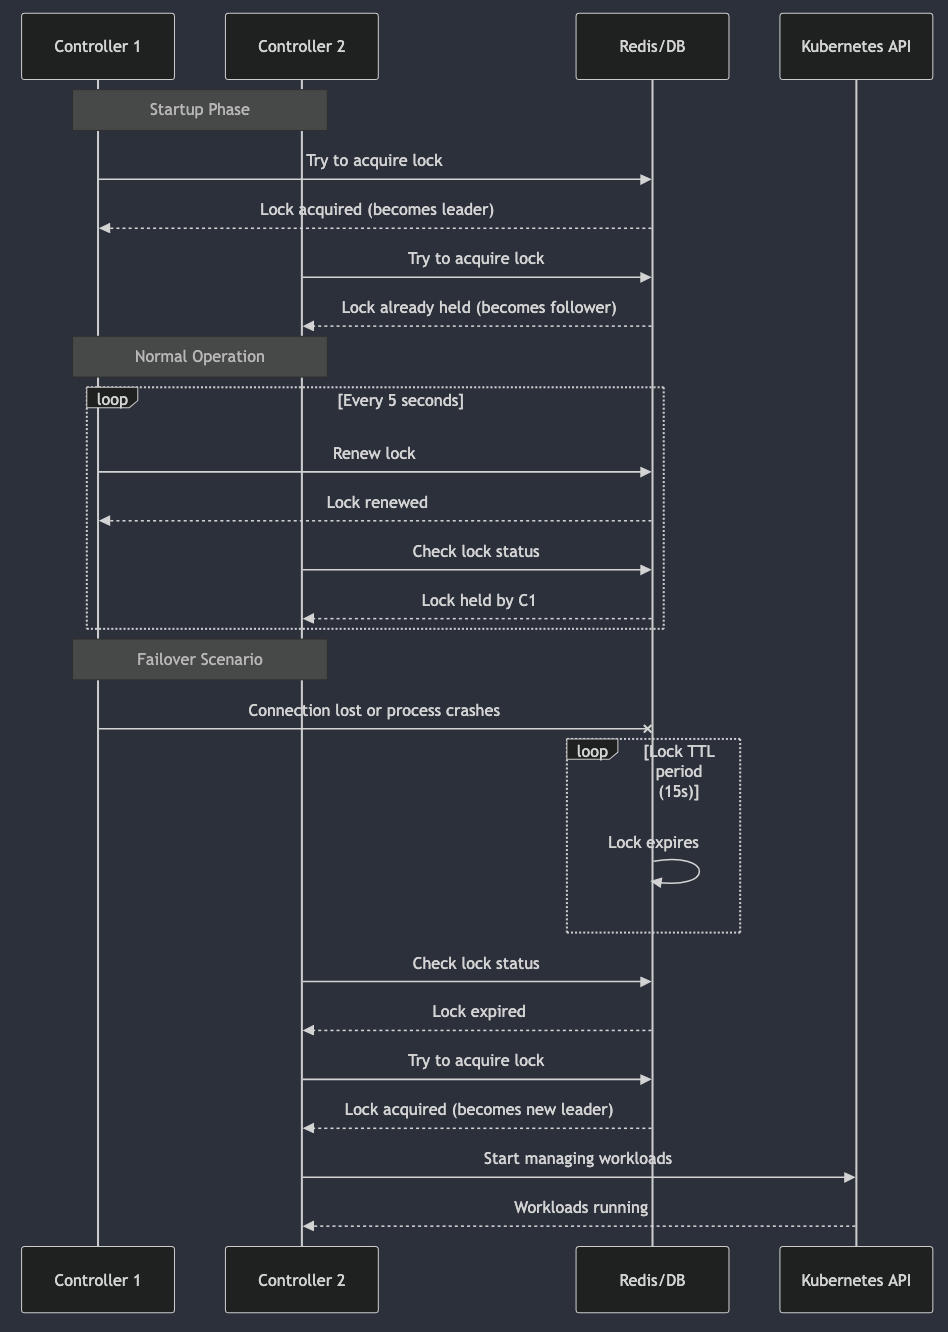 Controller 1
Controller 2
Redis/DB
Kubernetes API
Startup Phase
Try to acquire lock
Lock acquired (becomes leader)
Try to acquire lock
Lock already held (becomes follower)
Normal Operation
loop
[Every 5 seconds]
Renew lock
Lock renewed
Check lock status
Lock held by C1
Failover Scenario
Connection lost or process crashes
loop
[Lock TTL
period
(15s)]
Lock expires
Check lock status
Lock expired
Try to acquire lock
Lock acquired (becomes new leader)
Start managing workloads
Workloads running
Controller 1
Controller 2
Redis/DB
Kubernetes API